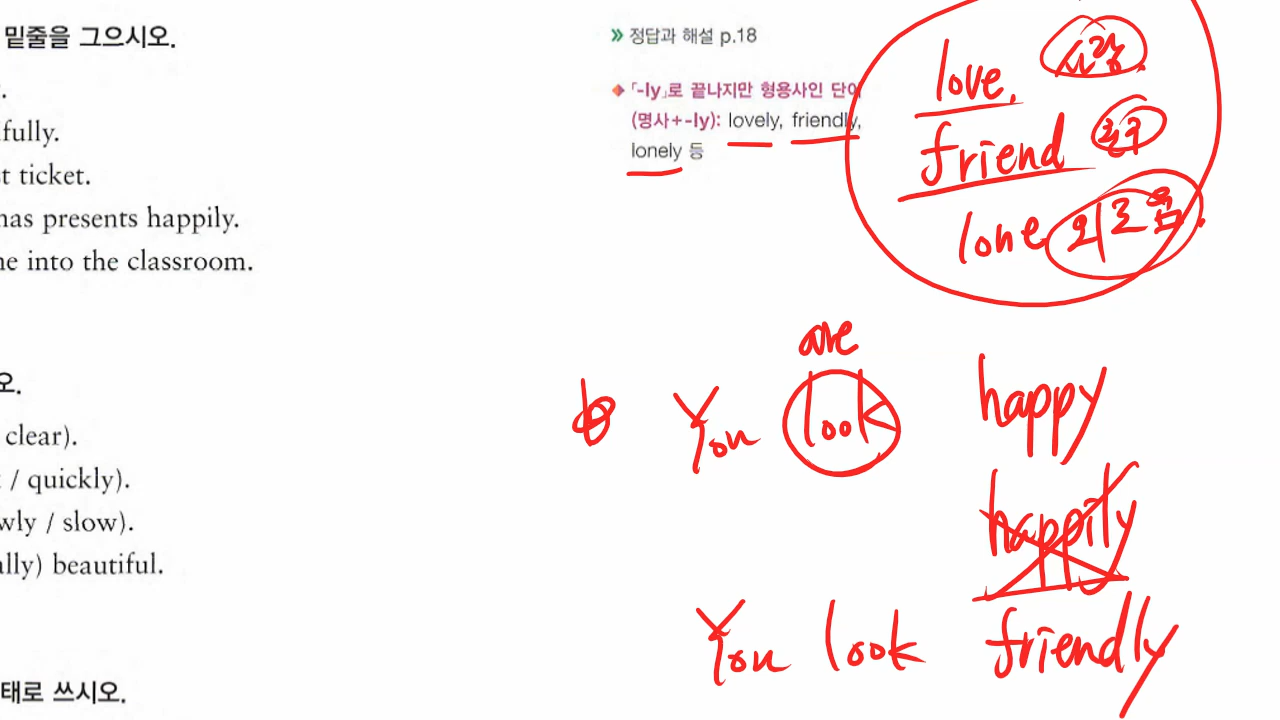 밑줄을 그으시오.
.
fully.
t ticket.
nas presents happily.
ne into the classroom.
오.
clear).
/ quickly).
wly / slow).
ally) beautiful.
태로 쓰시오.
» 정답과 해설 p.18
「-ly」로 끝나지만 형용사인 단어
(명사+-ly): lovely, friendly,
lonely 등
love. 사랑.
friend 친구
lone 외로움.
are
You look happy
happily
You look friendly